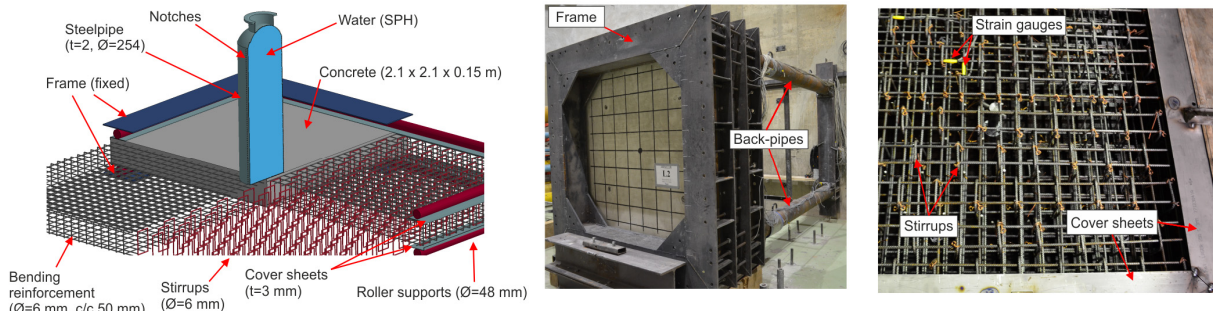 Notches
Water (SPH)
Steelpipe
(t=2, Ø=254)
Concrete (2.1 x 2.1 x 0.15 m)
Frame (fixed)
Bending
reinforcement
(Ø=6 mm, c/c 50 mm)
Stirrups
(Ø=6 mm)
Cover sheets
(t=3 mm)
Roller supports (Ø=48 mm)
Frame
Back-pipes
L2
Strain gauges
Stirrups
Cover sheets